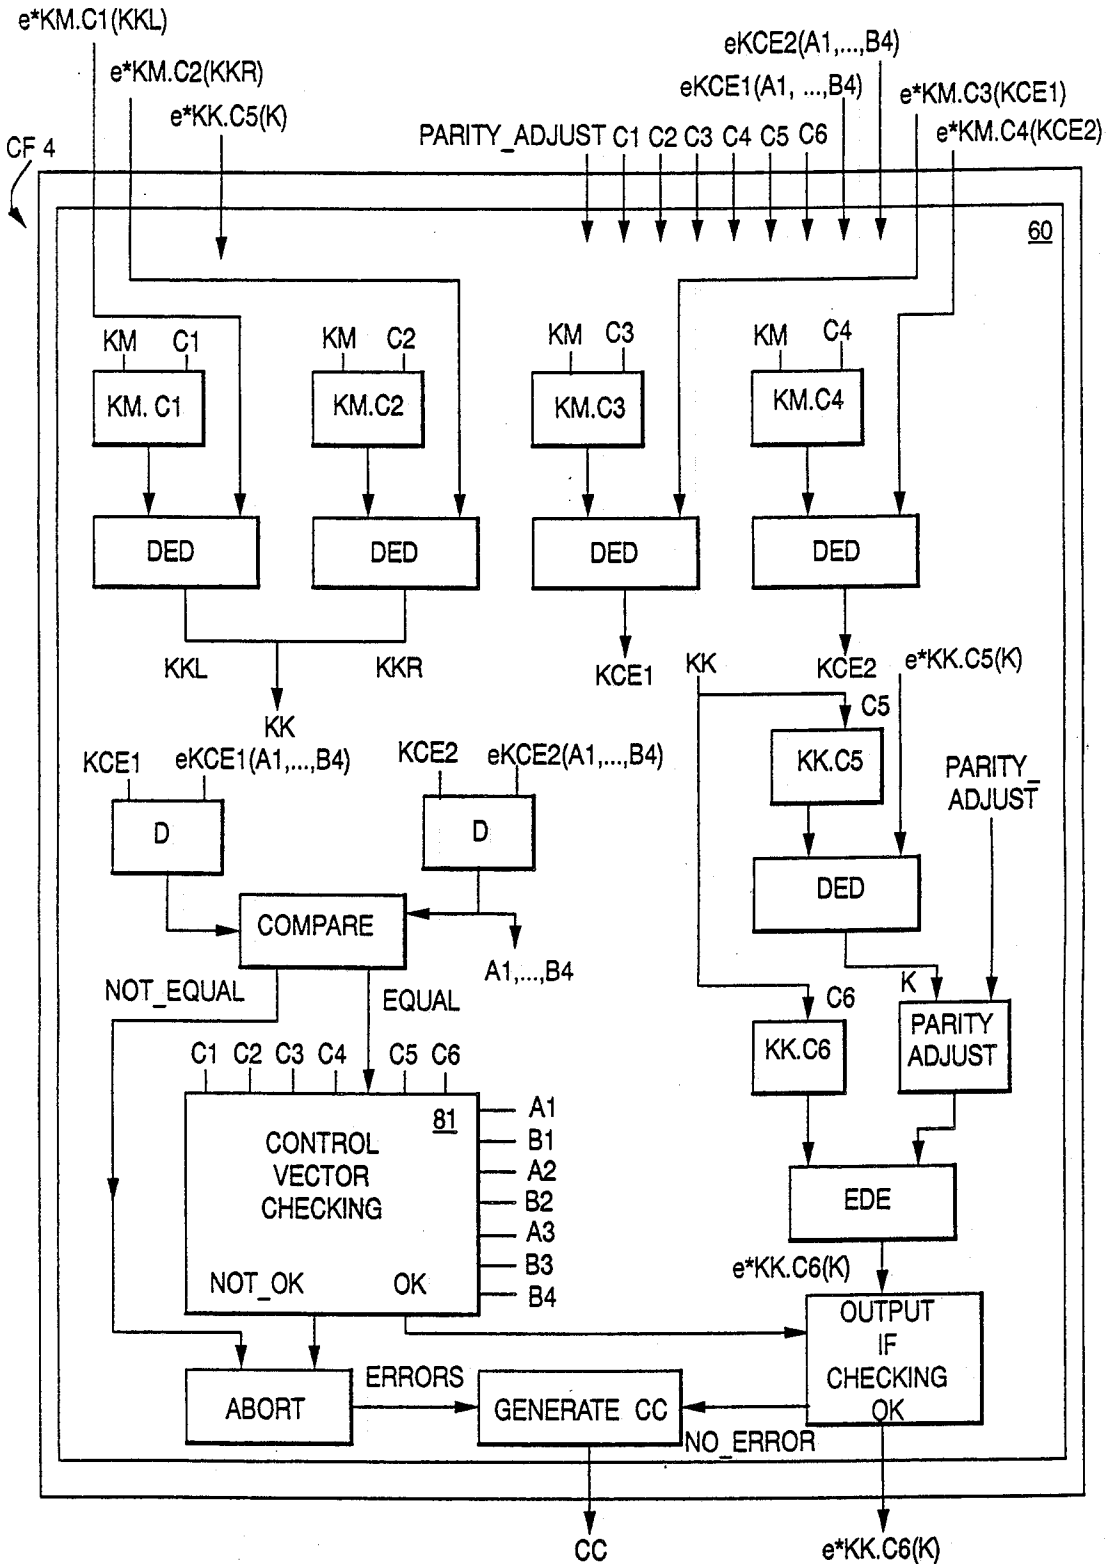 e*KM.C1(KKL)
e*KM.C2(KKR)
e*KK.C5(K)
eKCE2(A1,...,B4)
eKCE1(A1, ...,B4)
e*KM.C3(KCE1)
e*KM.C4(KCE2)
PARITY_ADJUST C1 C2 C3 C4 C5 C6
CF 4
60
KM C1
KM C2
KM C3
KM C4
KM. C1
KM.C2
KM.C3
KM.C4
DED
DED
DED
DED
KKL
KKR
KK
KCE1
KCE2
KK
e*KK.C5(K)
C5
KK.C5
PARITY_
ADJUST
DED
KCE1
eKCE1(A1,...,B4)
KCE2
eKCE2(A1,...,B4)
D
D
COMPARE
A1,...,B4
NOT_EQUAL
EQUAL
K
C6
KK.C6
PARITY
ADJUST
C1 C2 C3 C4 C5 C6
81
CONTROL
VECTOR
CHECKING
A1
B1
A2
B2
A3
B3
B4
NOT_OK
OK
EDE
e*KK.C6(K)
OUTPUT
IF
CHECKING
OK
ABORT
ERRORS
GENERATE CC
NO_ERROR
CC
e*KK.C6(K)